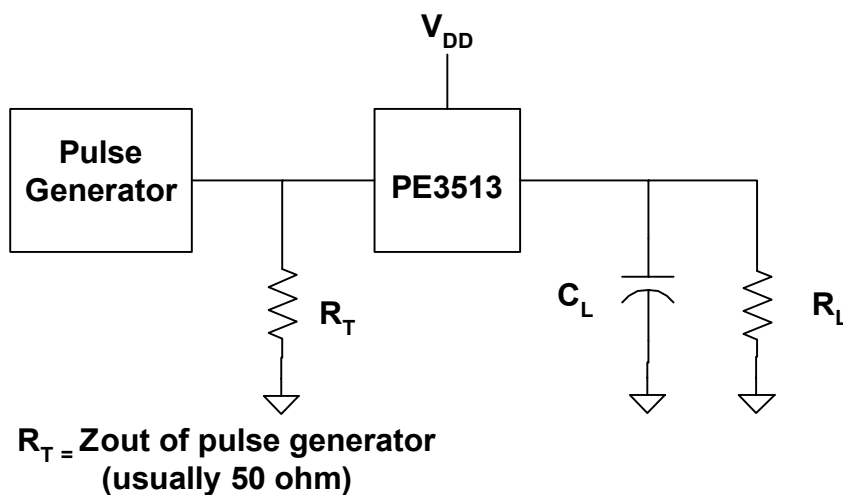 V_DD
Pulse
Generator
PE3513
R_T
C_L
R_L
R_T = Zout of pulse generator
(usually 50 ohm)